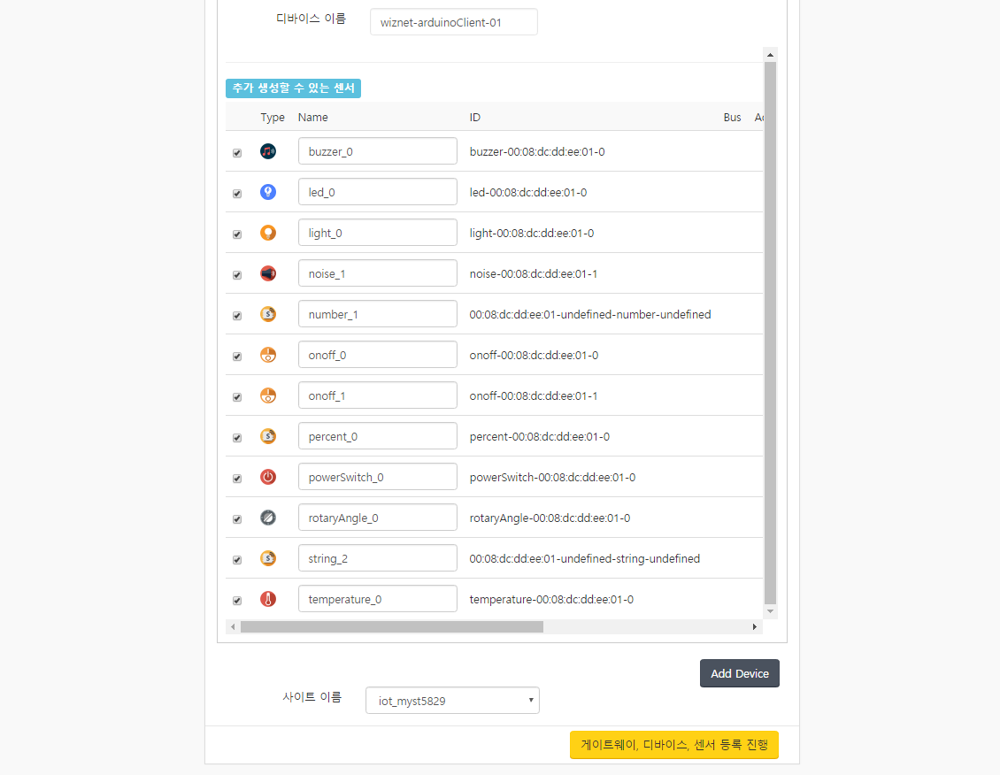 디바이스 이름 wiznet-arduinoClient-01
추가 생성할 수 있는 센서
Type Name ID Bus
buzzer_0 buzzer-00:08:dc:dd:ee:01-0
led_0 led-00:08:dc:dd:ee:01-0
light_0 light-00:08:dc:dd:ee:01-0
noise_1 noise-00:08:dc:dd:ee:01-1
number_1 00:08:dc:dd:ee:01-undefined-number-undefined
onoff_0 onoff-00:08:dc:dd:ee:01-0
onoff_1 onoff-00:08:dc:dd:ee:01-1
percent_0 percent-00:08:dc:dd:ee:01-0
powerSwitch_0 powerSwitch-00:08:dc:dd:ee:01-0
rotaryAngle_0 rotaryAngle-00:08:dc:dd:ee:01-0
string_2 00:08:dc:dd:ee:01-undefined-string-undefined
temperature_0 temperature-00:08:dc:dd:ee:01-0
Add Device
사이트 이름 iot_myst5829
게이트웨이, 디바이스, 센서 등록 진행